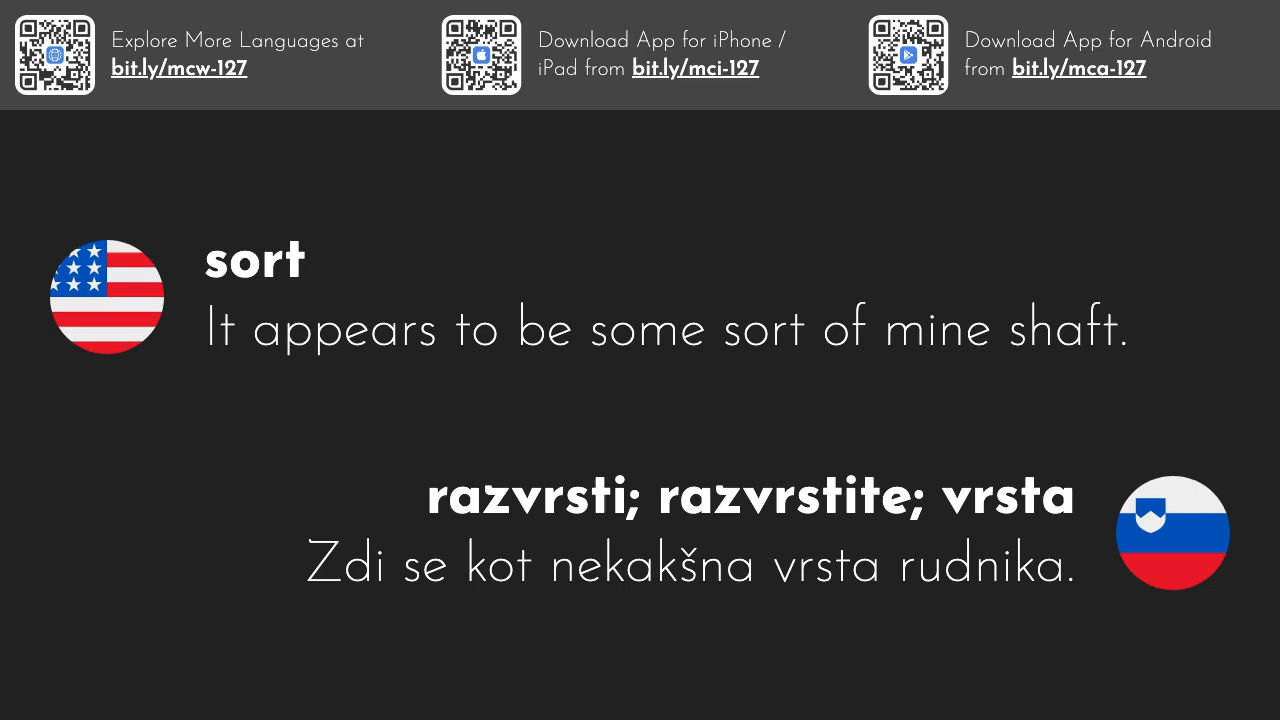 Explore More Languages at
bit.ly/mcw-127
Download App for iPhone /
iPad from bit.ly/mci-127
Download App for Android
from bit.ly/mca-127
sort
It appears to be some sort of mine shaft.
razvrsti; razvrstite; vrsta
Zdi se kot nekakšna vrsta rudnika.